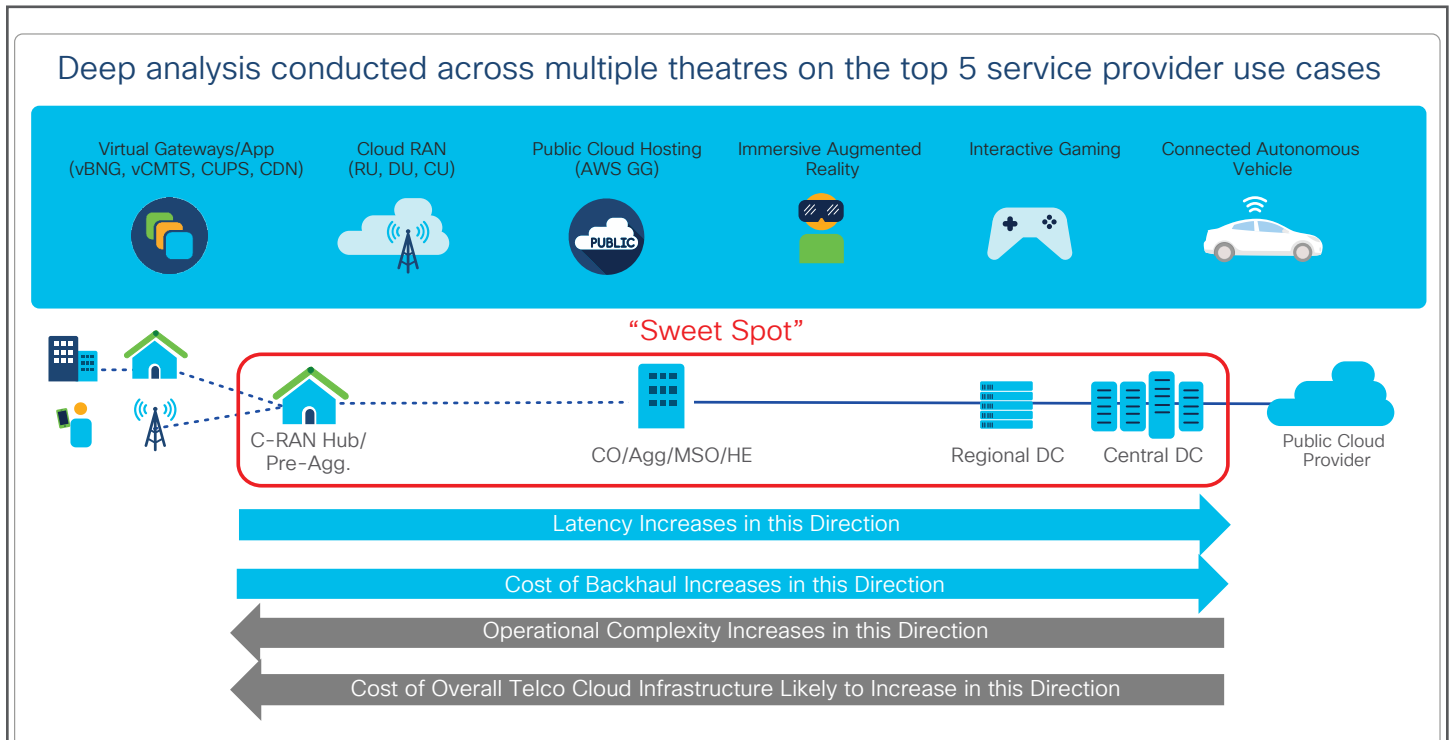 Deep analysis conducted across multiple theatres on the top 5 service provider use cases
Virtual Gateways/App
(vBNG, vCMTS, CUPS, CDN)
Cloud RAN
(RU, DU, CU)
Public Cloud Hosting
(AWS GG)
Immersive Augmented
Reality
Interactive Gaming
Connected Autonomous
Vehicle
PUBLIC
“Sweet Spot”
C-RAN Hub/
Pre-Agg.
CO/Agg/MSO/HE
Regional DC
Central DC
Public Cloud
Provider
Latency Increases in this Direction
Cost of Backhaul Increases in this Direction
Operational Complexity Increases in this Direction
Cost of Overall Telco Cloud Infrastructure Likely to Increase in this Direction